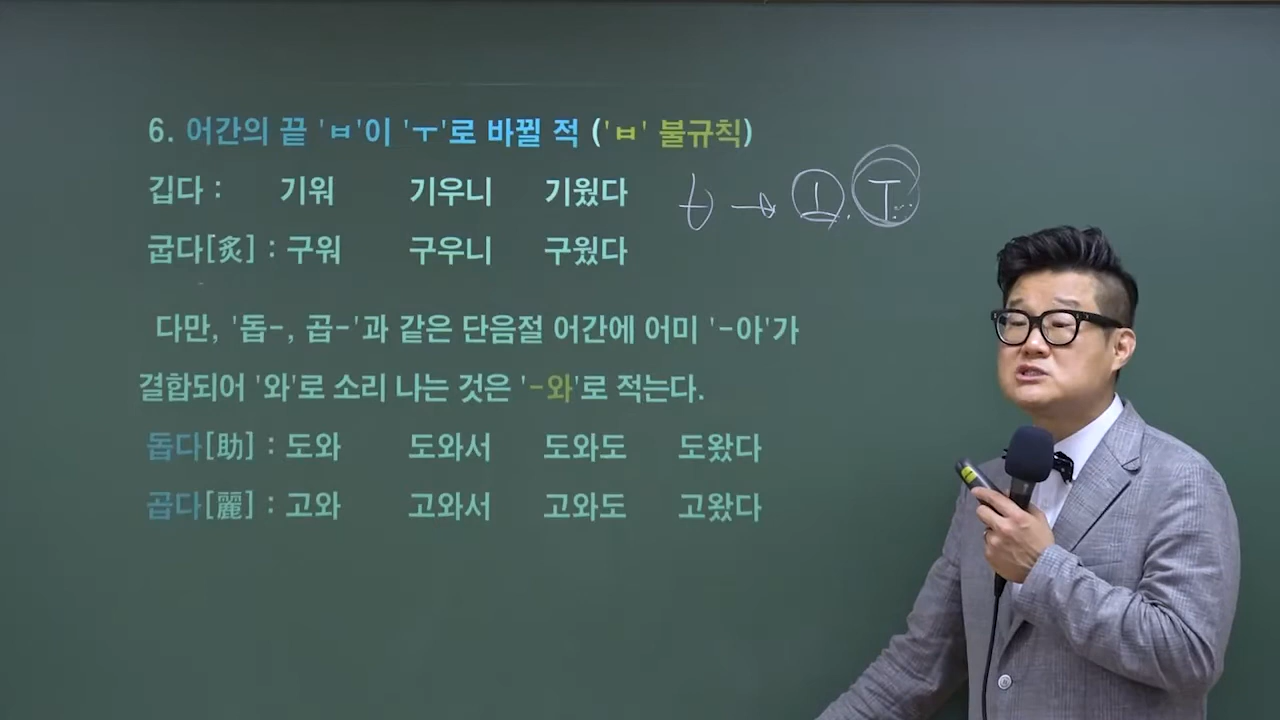 6. 어간의 끝 'ㅂ'이 'ㅜ'로 바뀔 적 ('ㅂ' 불규칙)
깁다 : 기워 기우니 기웠다
굽다[炙] : 구워 구우니 구웠다
다만, '돕-, 곱-'과 같은 단음절 어간에 어미 '-아'가
결합되어 '와'로 소리 나는 것은 '-와'로 적는다.
돕다[助] : 도와 도와서 도와도 도왔다
곱다[麗] : 고와 고와서 고와도 고왔다